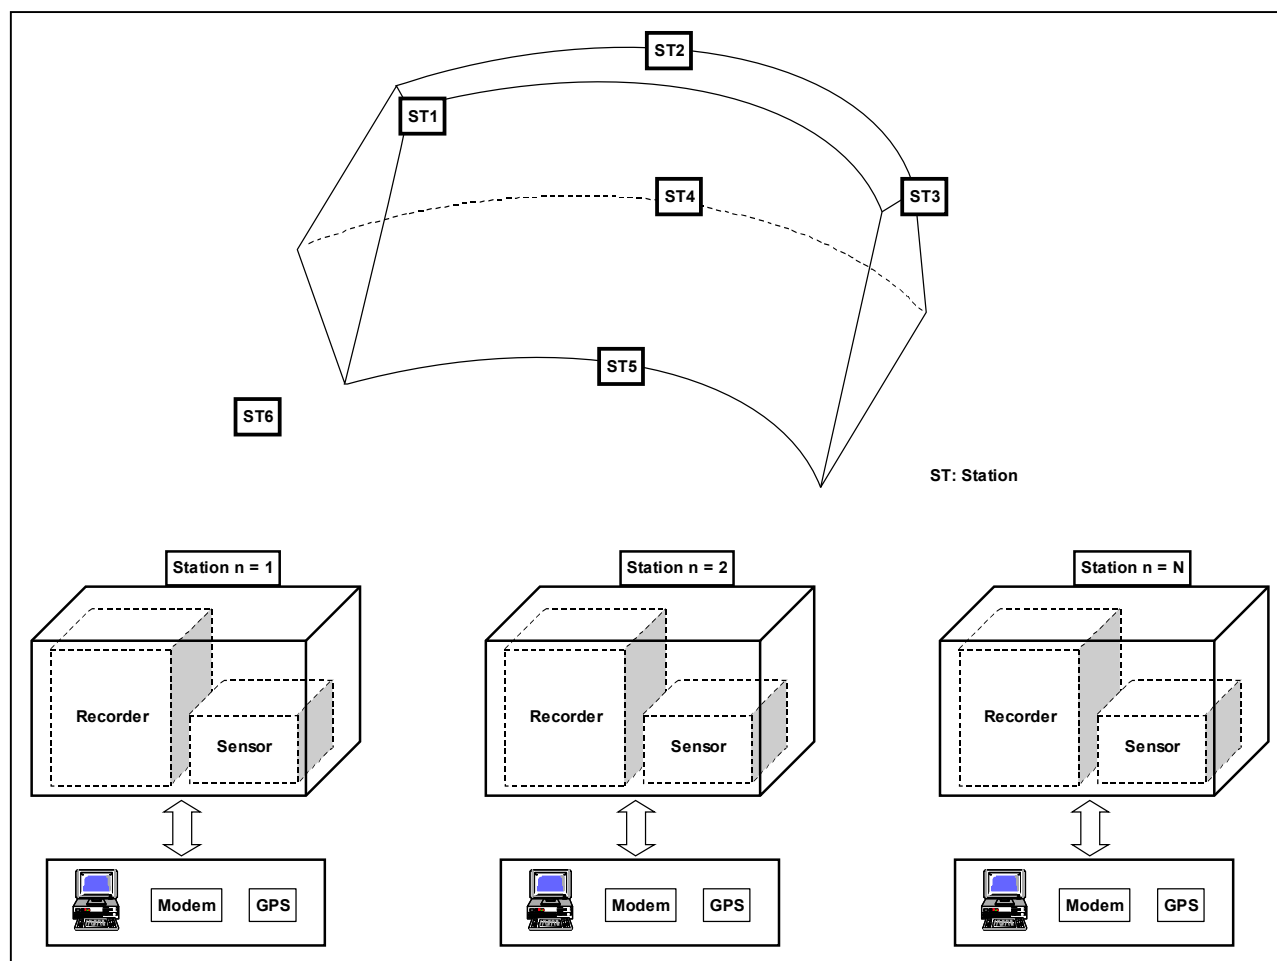 ST2
ST1
ST4
ST3
ST5
ST6
ST: Station
Station n = 1
Station n = 2
Station n = N
Recorder
Sensor
Recorder
Sensor
Recorder
Sensor
Modem
GPS
Modem
GPS
Modem
GPS